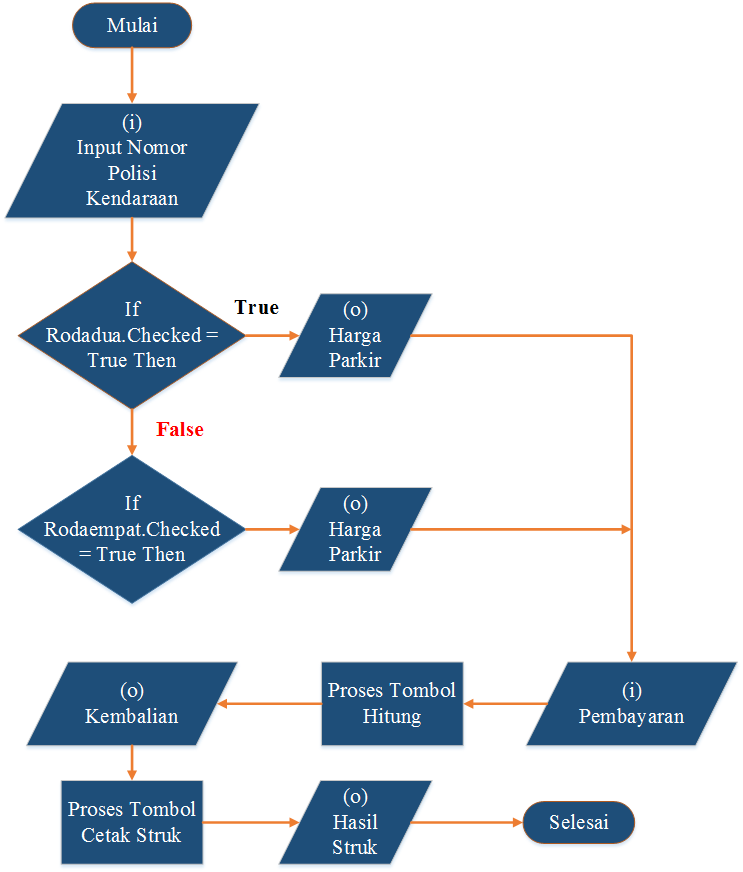 Mulai
(i)
Input Nomor
Polisi
Kendaraan
If
Rodadua.Checked =
True Then
True
(o)
Harga
Parkir
False
If
Rodaempat.Checked
= True Then
(o)
Harga
Parkir
(i)
Pembayaran
Proses Tombol
Hitung
(o)
Kembalian
Proses Tombol
Cetak Struk
(o)
Hasil
Struk
Selesai